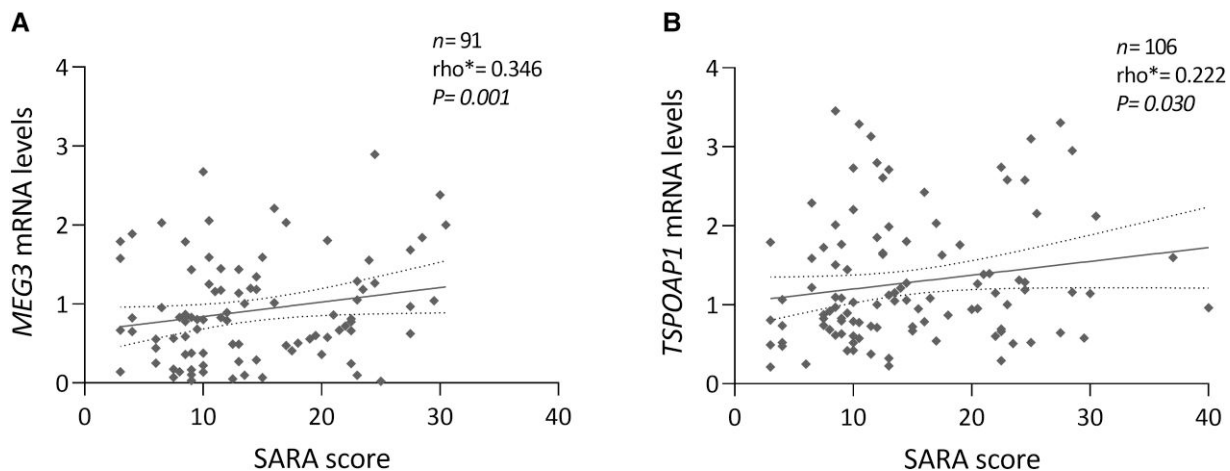 A
n= 91
rho*= 0.346
P= 0.001
4
3
2
1
0
MEG3 mRNA levels
0
10
20
30
40
SARA score
B
n= 106
rho*= 0.222
P= 0.030
4
3
2
1
0
TSPOAP1 mRNA levels
0
10
20
30
40
SARA score